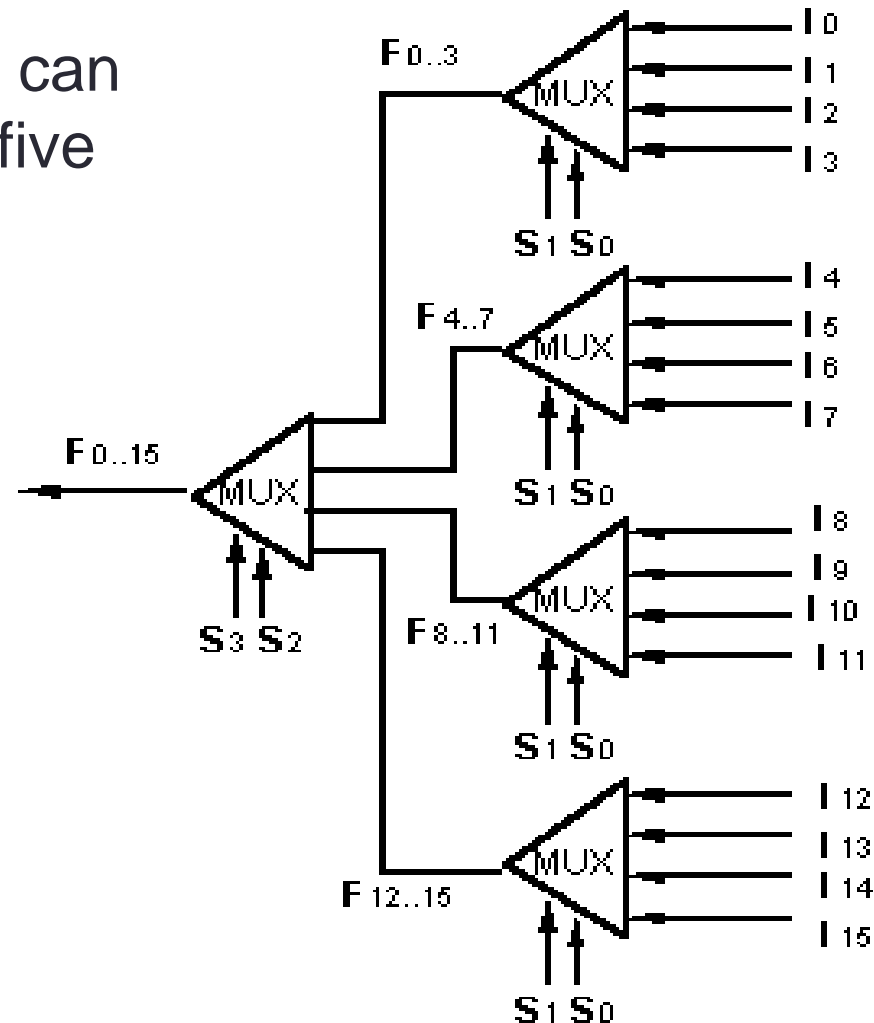 can
five
F0..3
MUX
I0
I1
I2
I3
S1 S0
F4..7
MUX
I4
I5
I6
I7
S1 S0
F0..15
MUX
S3 S2
F8..11
MUX
I8
I9
I10
I11
S1 S0
F12..15
MUX
I12
I13
I14
I15
S1 S0